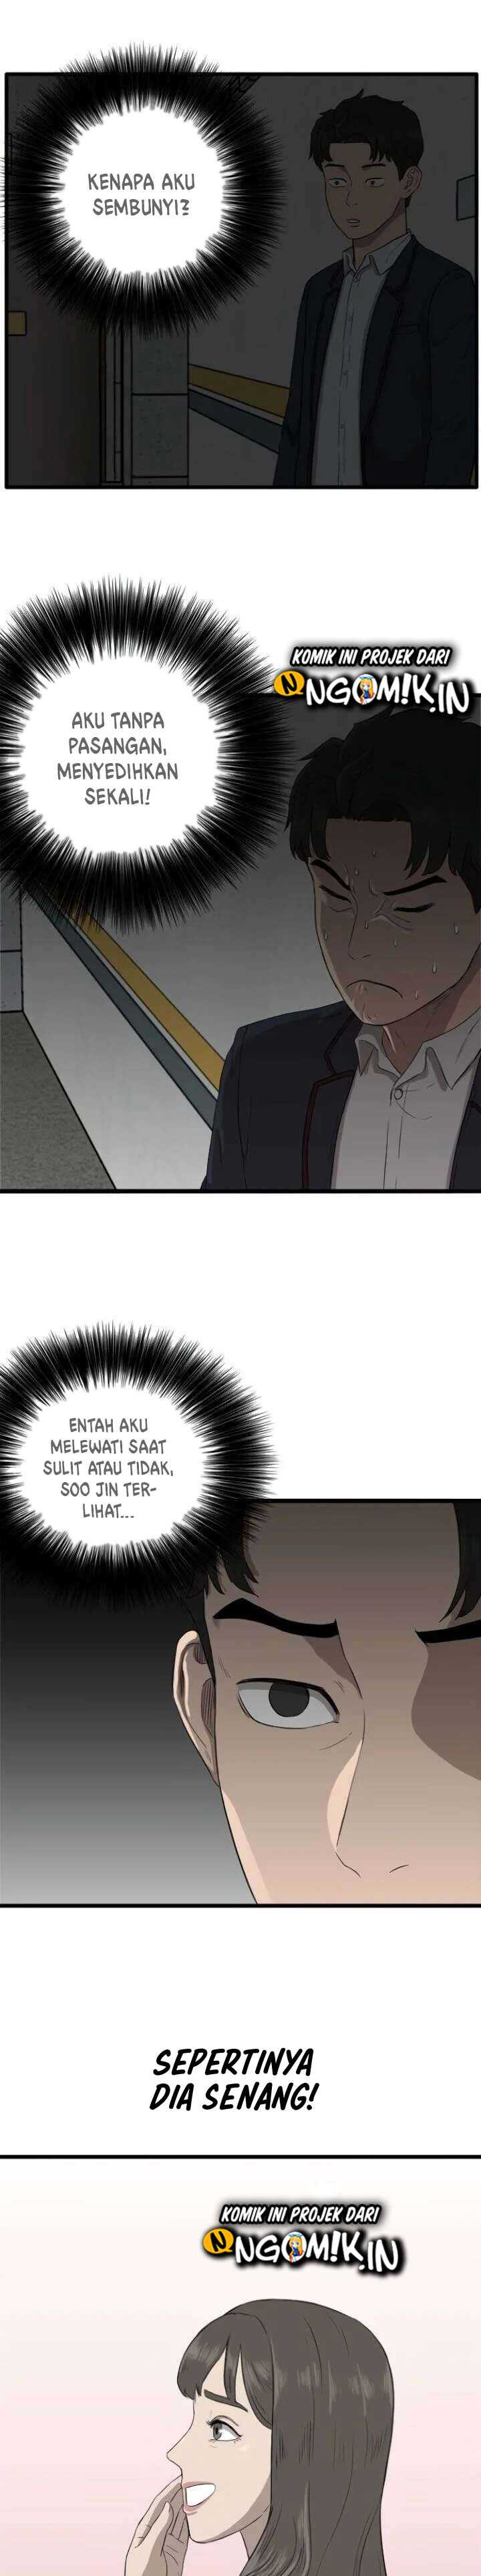 KENAPA AKU
SEMBUNYI?
KOMIK INI PROJEK DARI
N NGOMIK.IN
AKU TANPA
PASANGAN,
MENYEDIHKAN
SEKALI!
ENTAH AKU
MELEWATI SAAT
SULIT ATAU TIDAK,
SOO JIN TER-
LIHAT...
SEPERTINYA
DIA SENANG!
KOMIK INI PROJEK DARI
N NGOMIK.IN